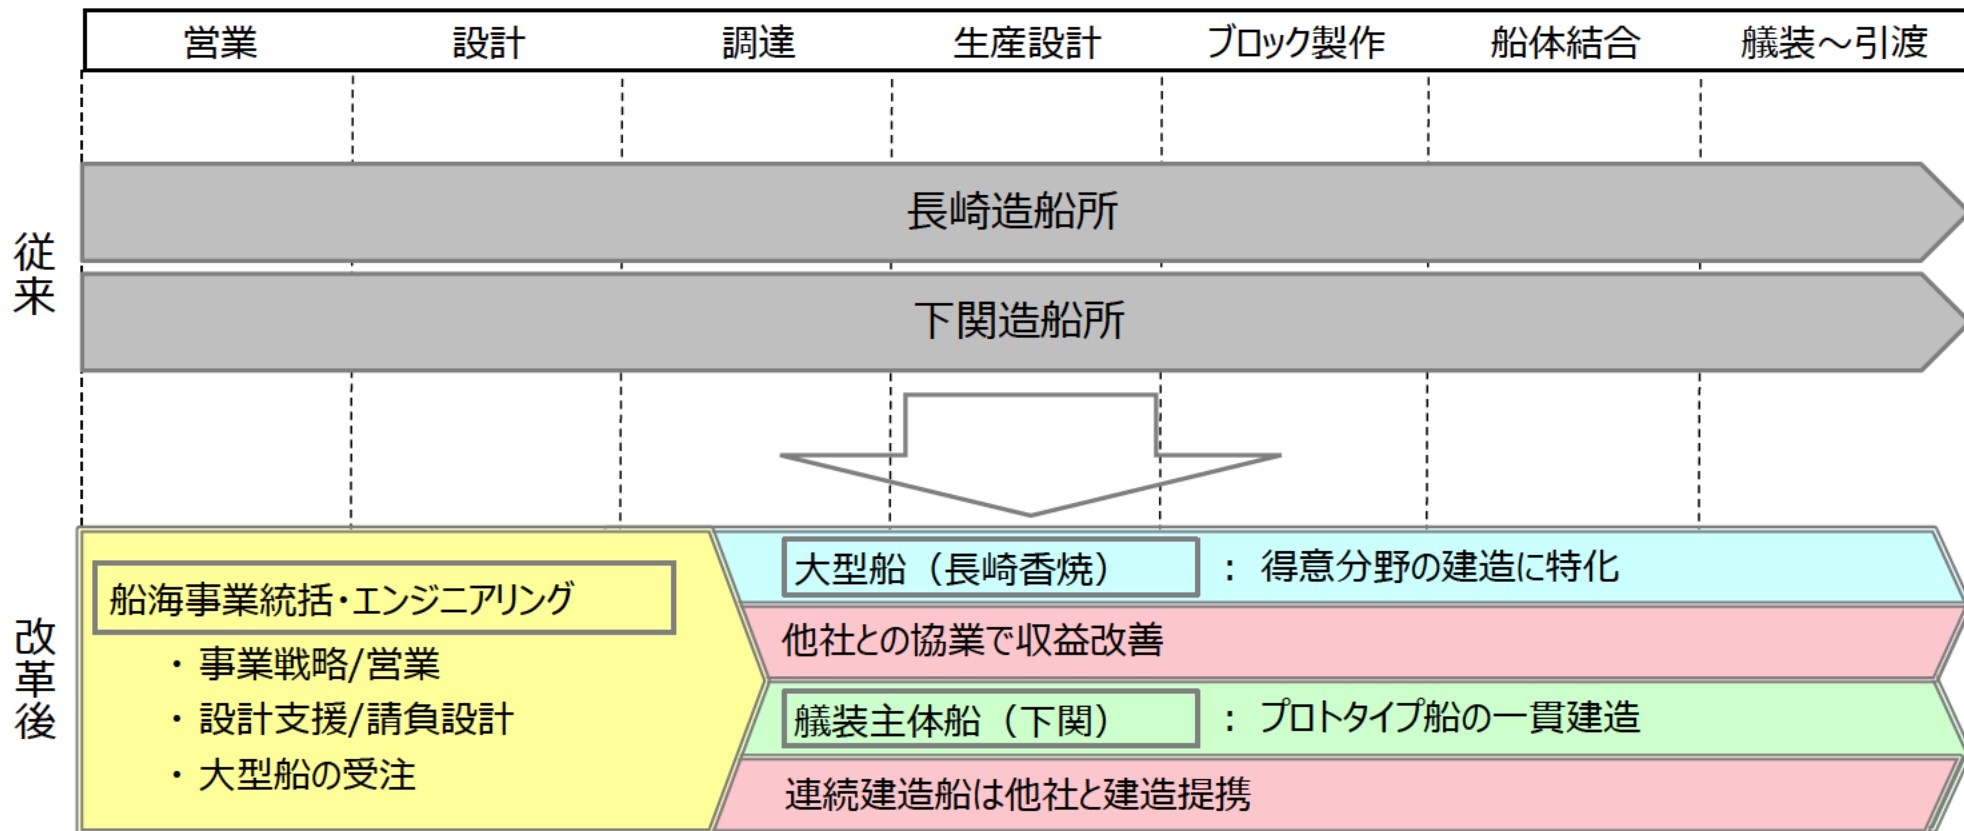 営業 設計 調達 生産設計 ブロック製作 船体結合 艤装～引渡
従来
長崎造船所
下関造船所
改革後
船海事業統括・エンジニアリング
・ 事業戦略/営業
・ 設計支援/請負設計
・ 大型船の受注
大型船（長崎香焼） ： 得意分野の建造に特化
他社との協業で収益改善
艤装主体船（下関） ： プロトタイプ船の一貫建造
連続建造船は他社と建造提携